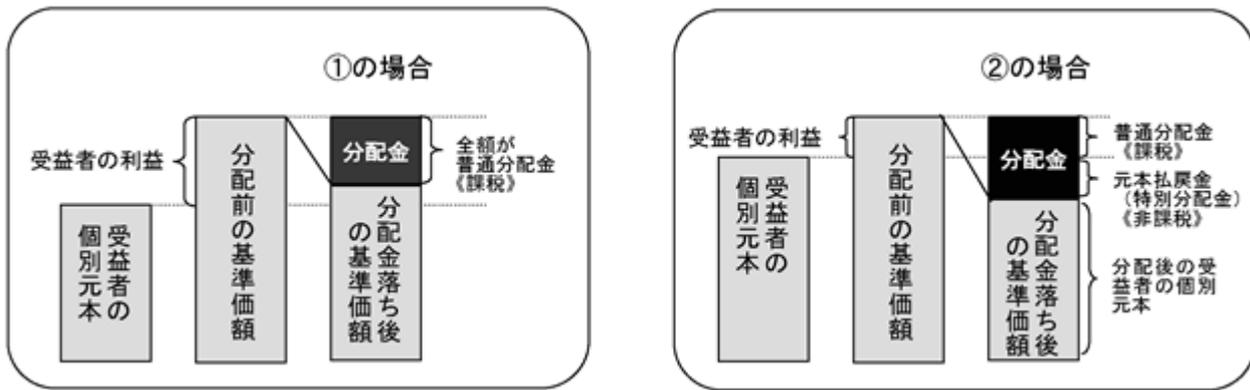 ①の場合
受益者の利益
受益者の
個別元本
分配前の基準価額
分配金
分配金落ち後
の基準価額
全額が
普通分配金
《課税》
②の場合
受益者の利益
受益者の
個別元本
分配前の基準価額
分配金
分配金落ち後
の基準価額
普通分配金
《課税》
元本払戻金
(特別分配金)
《非課税》
分配後の受
益者の個別
元本